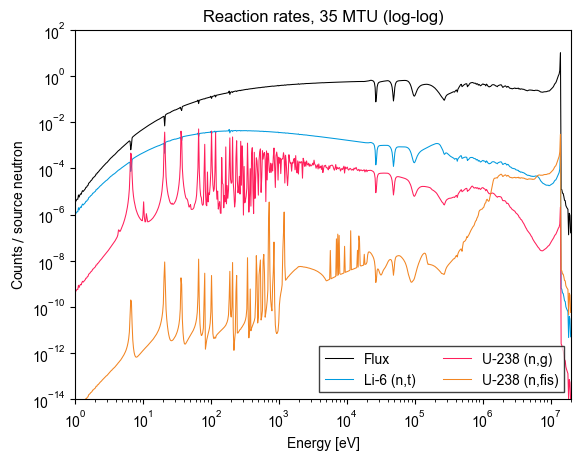 Reaction rates, 35 MTU (log-log)
Counts / source neutron
10^2
10^0
10^−2
10^−4
10^−6
10^−8
10^−10
10^−12
10^−14
Flux
Li-6 (n,t)
U-238 (n,g)
U-238 (n,fis)
10^0 10^1 10^2 10^3 10^4 10^5 10^6 10^7
Energy [eV]